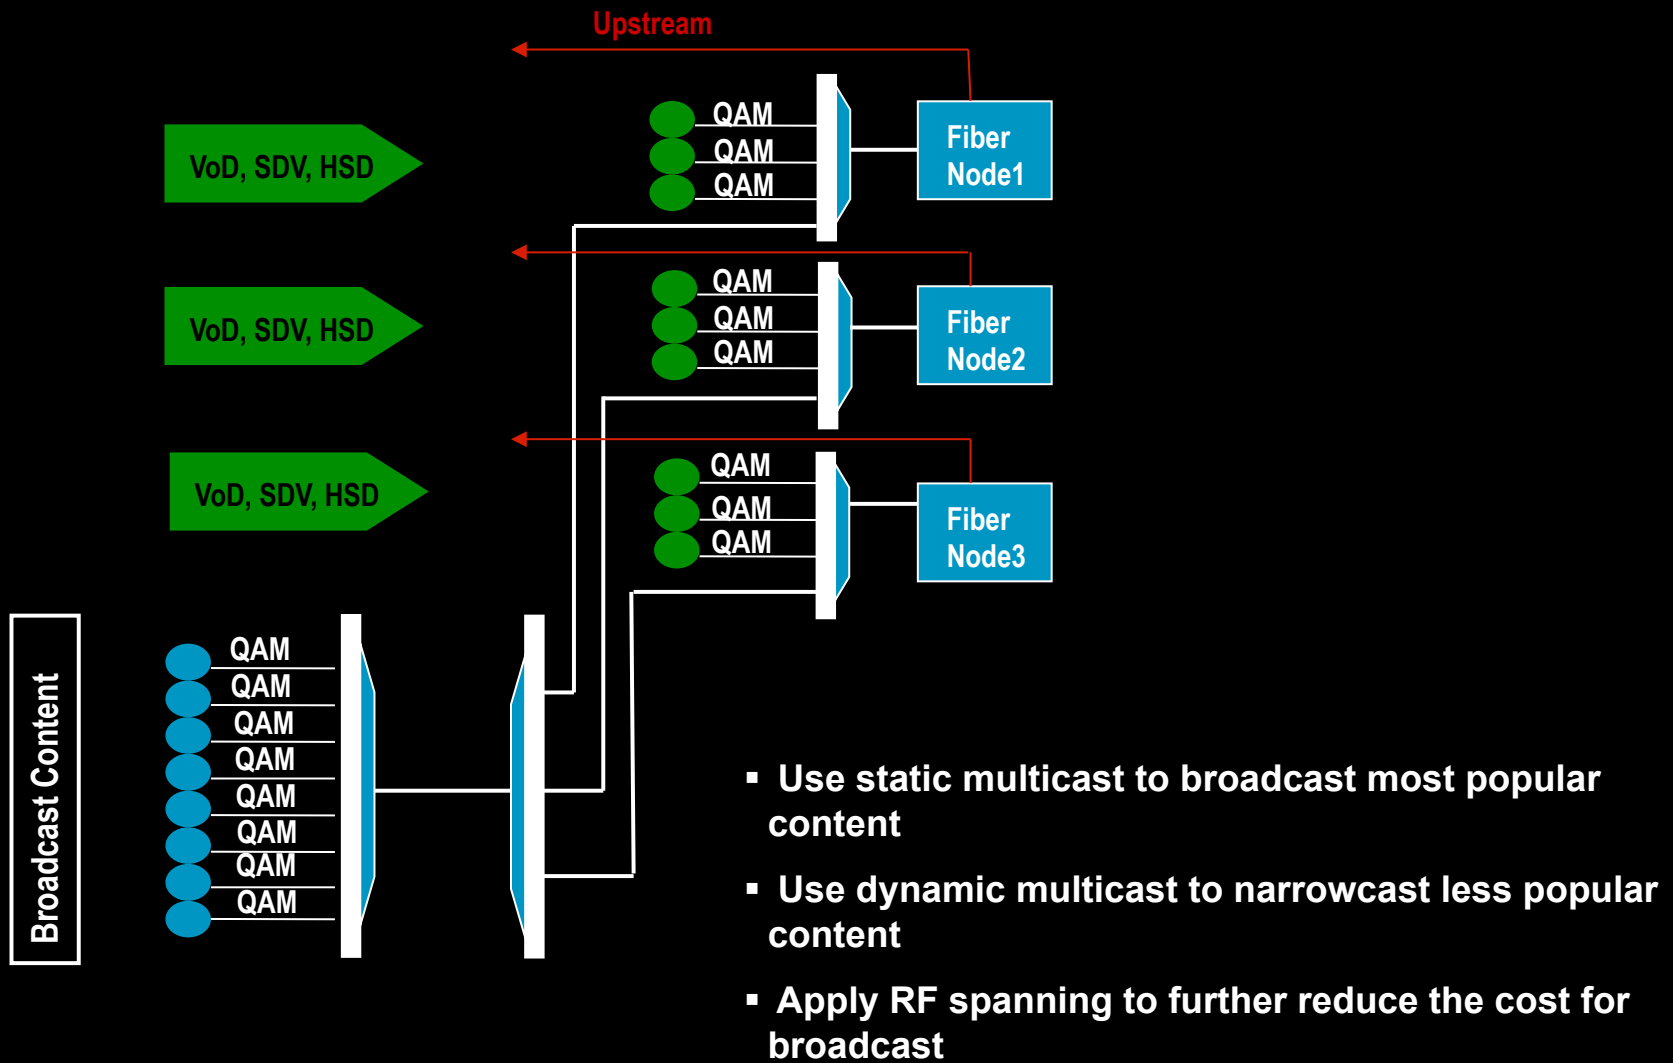 Upstream
VoD, SDV, HSD
QAM
QAM
QAM
Fiber
Node1
VoD, SDV, HSD
QAM
QAM
QAM
Fiber
Node2
VoD, SDV, HSD
QAM
QAM
QAM
Fiber
Node3
Broadcast Content
QAM
QAM
QAM
QAM
QAM
QAM
QAM
QAM
▪ Use static multicast to broadcast most popular
content
▪ Use dynamic multicast to narrowcast less popular
content
▪ Apply RF spanning to further reduce the cost for
broadcast